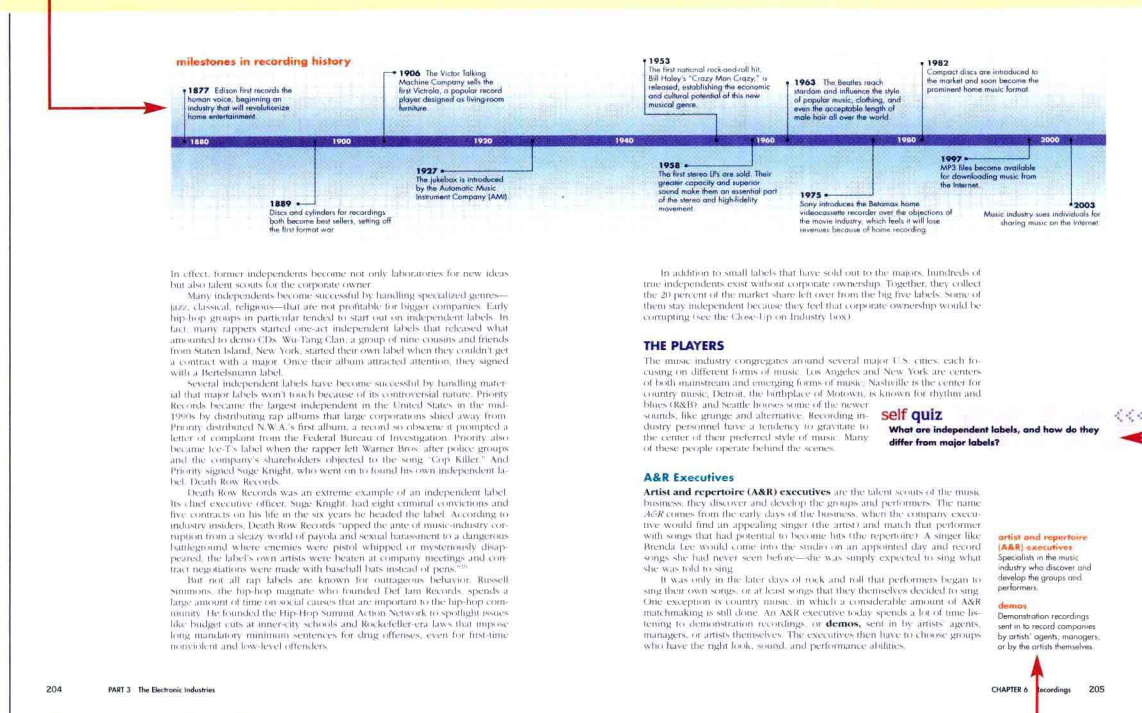 milestones in recording history
1877 Edison first records the
human voice, beginning an
industry that will revolutionize
home entertainment.
1906 The Victor Talking
Machine Company sells the
first Victrola, a popular record
player designed as living-room
furniture.
1953
The first national rock-and-roll hit,
Bill Haley's "Crazy Man Crazy," is
released, establishing the economic
and cultural potential of this new
musical genre.
1963 The Beatles reach
stardom and influence the style
of popular music, clothing, and
even the acceptable length of
male hair all over the world.
1982
Compact discs are introduced to
the market and soon become the
prominent home music format.
1880 1900 1920 1940 1960 1980 2000
1889
Discs and cylinders for recordings
both become best sellers, setting off
the first format war.
1927
The jukebox is introduced
by the Automatic Music
Instrument Company (AMI).
1958
The first stereo LPs are sold. Their
greater capacity and superior
sound make them an essential part
of the stereo and high-fidelity
movement.
1975
Sony introduces the Betamax home
videocassette recorder over the objections of
the movie industry, which feels it will lose
revenues because of home recording.
1997
MP3 files become available
for downloading music from
the Internet.
2003
Music industry sues individuals for
sharing music on the Internet.
In effect, former independents become not only laboratories for new ideas
but also talent scouts for the corporate owner.
Many independents become successful by handling specialized genres—
jazz, classical, religious—that are not profitable for bigger companies. Early
hip-hop groups in particular tended to start out on independent labels. In
fact, many rappers started one-act independent labels that released what
amounted to demo CDs. Wu-Tang Clan, a group of nine cousins and friends
from Staten Island, New York, started their own label when they couldn't get
a contract with a major. Once their album attracted attention, they signed
with a Bertelsmann label.
Several independent labels have become successful by handling mater-
ial that major labels won't touch because of its controversial nature. Priority
Records became the largest independent in the United States in the mid-
1990s by distributing rap albums that large corporations shied away from.
Priority distributed N.W.A.'s first album, a record so obscene it prompted a
letter of complaint from the Federal Bureau of Investigation. Priority also
became Ice-T's label when the rapper left Warner Bros. after police groups
and the company's shareholders objected to the song "Cop Killer." And
Priority signed Suge Knight, who went on to found his own independent la-
bel, Death Row Records.
Death Row Records was an extreme example of an independent label.
Its chief executive officer, Suge Knight, had eight criminal convictions and
five contracts on his life in the six years he headed the label. According to
industry insiders, Death Row Records "upped the ante of music-industry cor-
ruption from a sleazy world of payola and sexual harassment to a dangerous
battleground where enemies were pistol whipped or mysteriously disap-
peared, the label's own artists were beaten at company meetings and con-
tract negotiations were made with baseball bats instead of pens."
But not all rap labels are known for outrageous behavior. Russell
Simmons, the hip-hop magnate who founded Def Jam Records, spends a
large amount of time on social causes that are important to the hip-hop com-
munity. He founded the Hip-Hop Summit Action Network to spotlight issues
like budget cuts at inner-city schools and Rockefeller-era laws that impose
long mandatory minimum sentences for drug offenses, even for first-time
nonviolent and low-level offenders.
204 PART 3 The Electronic Industries
In addition to small labels that have sold out to the majors, hundreds of
true independents exist without corporate ownership. Together, they collect
the 20 percent of the market share left over from the big five labels. Some of
them stay independent because they feel that corporate ownership would be
corrupting (see the Close-Up on Industry box).
THE PLAYERS
The music industry congregates around several major U.S. cities, each fo-
cusing on different forms of music. Los Angeles and New York are centers
of both mainstream and emerging forms of music; Nashville is the center for
country music; Detroit, the birthplace of Motown, is known for rhythm and
blues (R&B); and Seattle houses some of the newer
sounds, like grunge and alternative. Recording in-
dustry personnel have a tendency to gravitate to
the center of their preferred style of music. Many
of these people operate behind the scenes.
self quiz
What are independent labels, and how do they
differ from major labels?
A&R Executives
Artist and repertoire (A&R) executives are the talent scouts of the music
business; they discover and develop the groups and performers. The name
A&R comes from the early days of the business, when the company execu-
tive would find an appealing singer (the artist) and match that performer
with songs that had potential to become hits (the repertoire). A singer like
Brenda Lee would come into the studio on an appointed day and record
songs she had never seen before—she was simply expected to sing what
she was told to sing.
It was only in the later days of rock and roll that performers began to
sing their own songs, or at least songs that they themselves decided to sing.
One exception is country music, in which a considerable amount of A&R
matchmaking is still done. An A&R executive today spends a lot of time lis-
tening to demonstration recordings, or demos, sent in by artists' agents,
managers, or artists themselves. The executives then have to choose groups
who have the right look, sound, and performance abilities.
artist and repertoire
(A&R) executives
Specialists in the music
industry who discover and
develop the groups and
performers.
demos
Demonstration recordings
sent in to record companies
by artists' agents, managers,
or by the artists themselves.
CHAPTER 6 Recordings 205